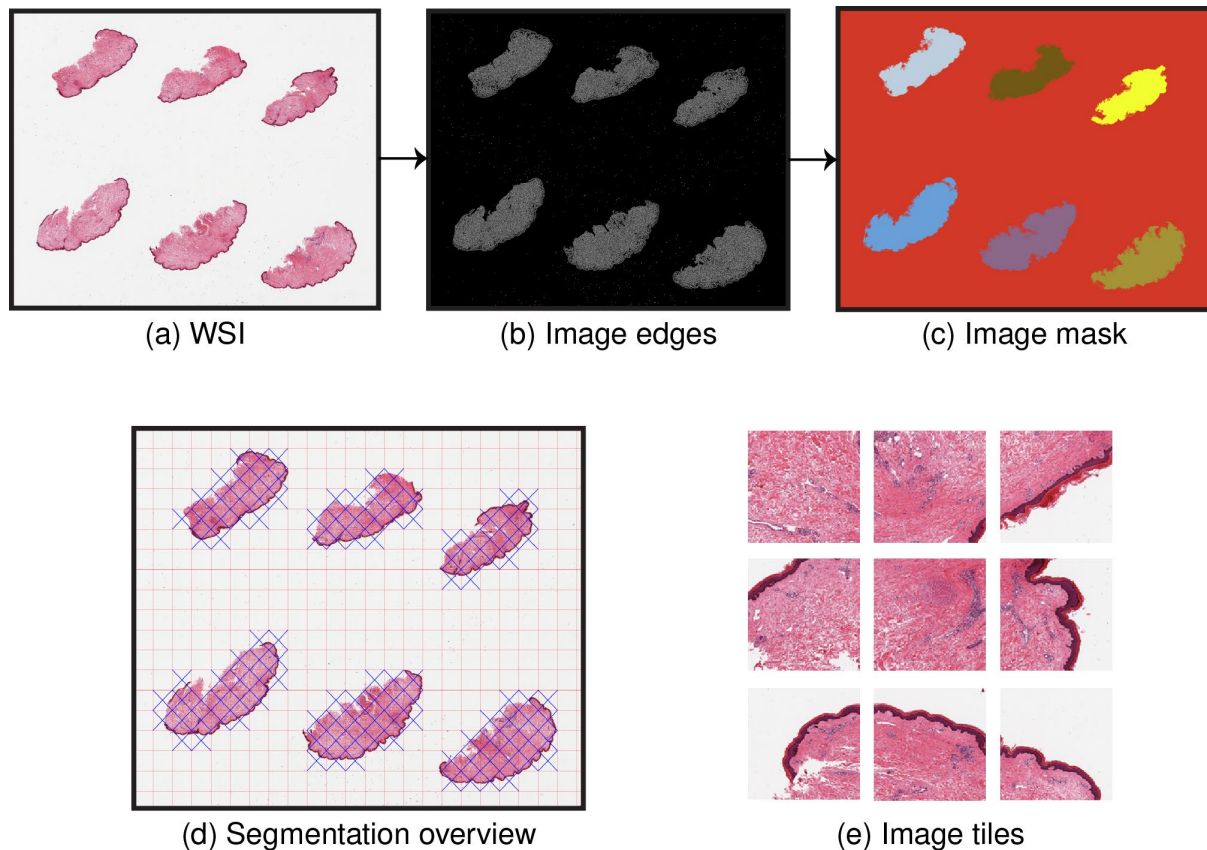 (a) WSI
(b) Image edges
(c) Image mask
(d) Segmentation overview
(e) Image tiles